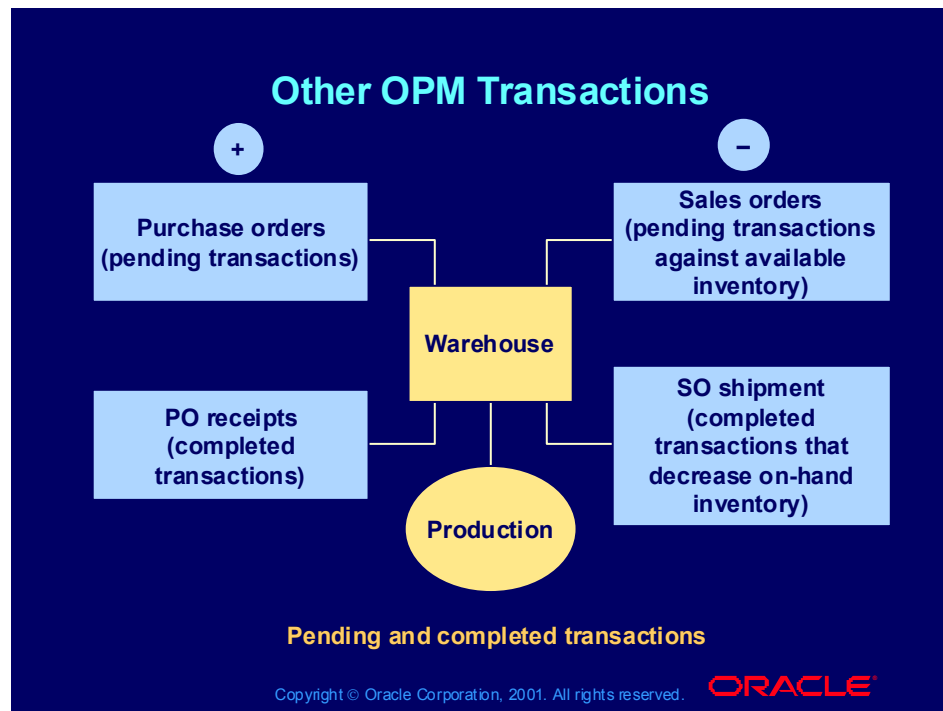 Other OPM Transactions
+
–
Purchase orders
(pending transactions)
Sales orders
(pending transactions
against available
inventory)
Warehouse
PO receipts
(completed
transactions)
SO shipment
(completed
transactions that
decrease on-hand
inventory)
Production
Pending and completed transactions
Copyright © Oracle Corporation, 2001. All rights reserved.
ORACLE®